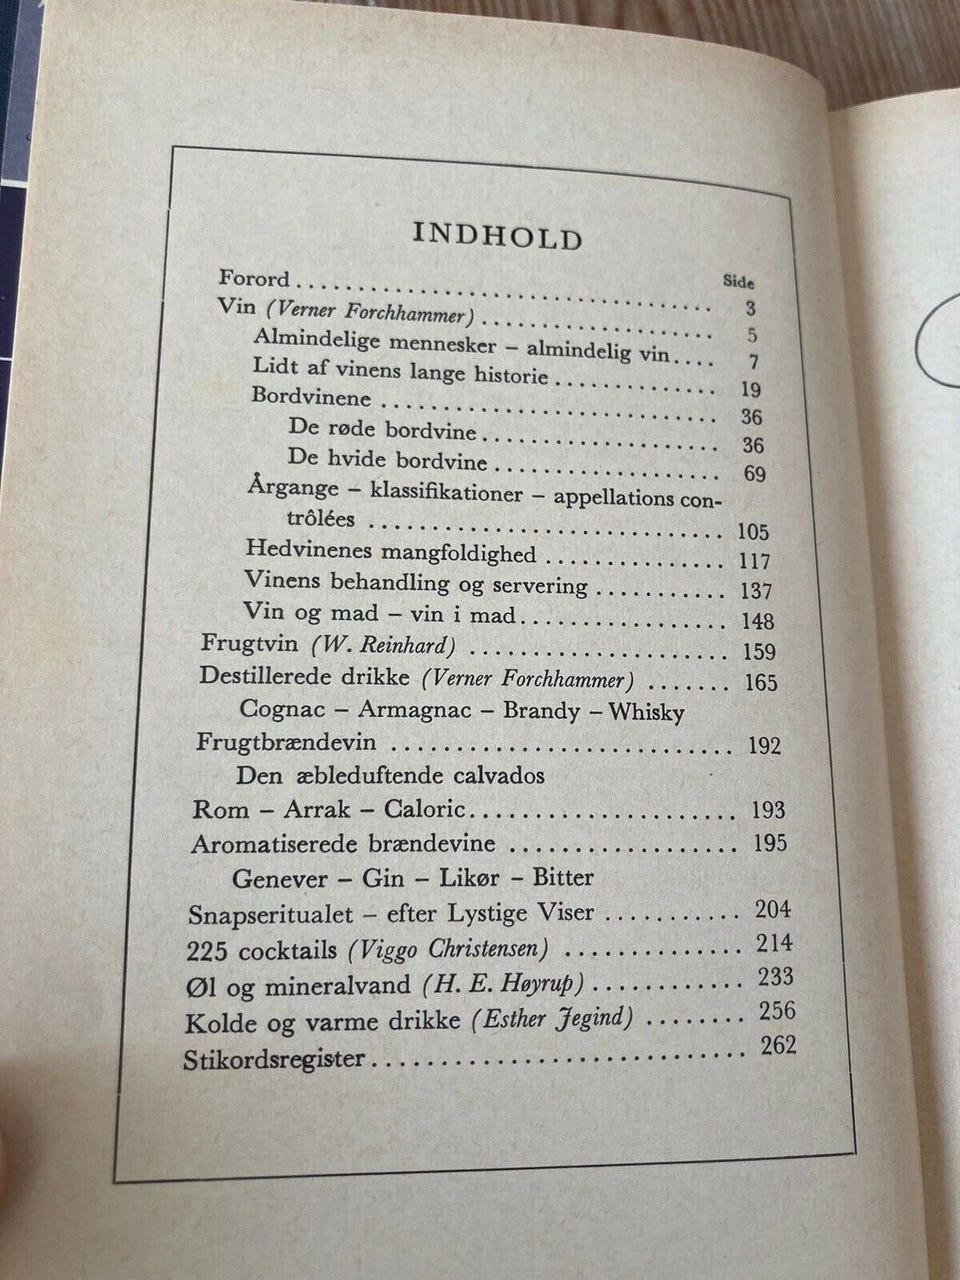 INDHOLD
Side
Forord ........................................ 3
Vin (Verner Forchhammer) ...................... 5
Almindelige mennesker – almindelig vin .... 7
Lidt af vinens lange historie .............. 19
Bordvinene ............................. 36
De røde bordvine ..................... 36
De hvide bordvine .................... 69
Årgange – klassifikationer – appellations con-
trôlées .............................. 105
Hedvinenes mangfoldighed ................ 117
Vinens behandling og servering ........... 137
Vin og mad – vin i mad .................. 148
Frugtvin (W. Reinhard) ...................... 159
Destillerede drikke (Verner Forchhammer) ....... 165
Cognac – Armagnac – Brandy – Whisky
Frugtbrændevin ............................. 192
Den æbleduftende calvados
Rom – Arrak – Caloric ...................... 193
Aromatiserede brændevine ................... 195
Genever – Gin – Likør – Bitter
Snapseritualet – efter Lystige Viser ........... 204
225 cocktails (Viggo Christensen) .............. 214
Øl og mineralvand (H. E. Høyrup) ............ 233
Kolde og varme drikke (Esther Jegind) ........ 256
Stikordsregister ............................. 262